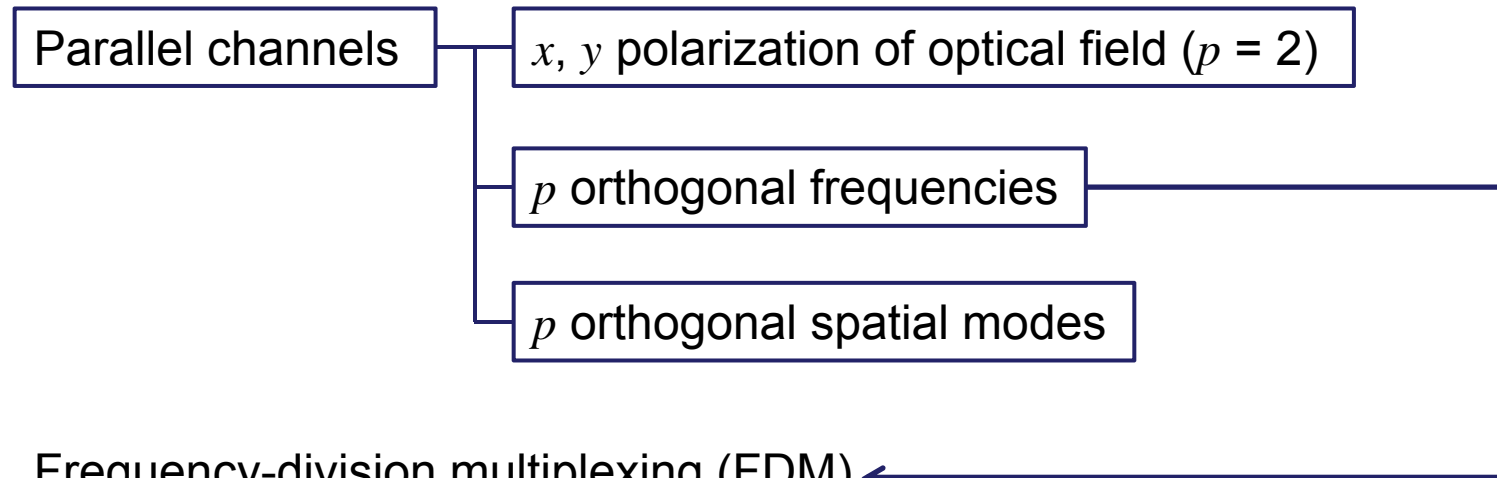 Parallel channels
x, y polarization of optical field (p = 2)
p orthogonal frequencies
p orthogonal spatial modes
Frequency-division multiplexing (FDM)